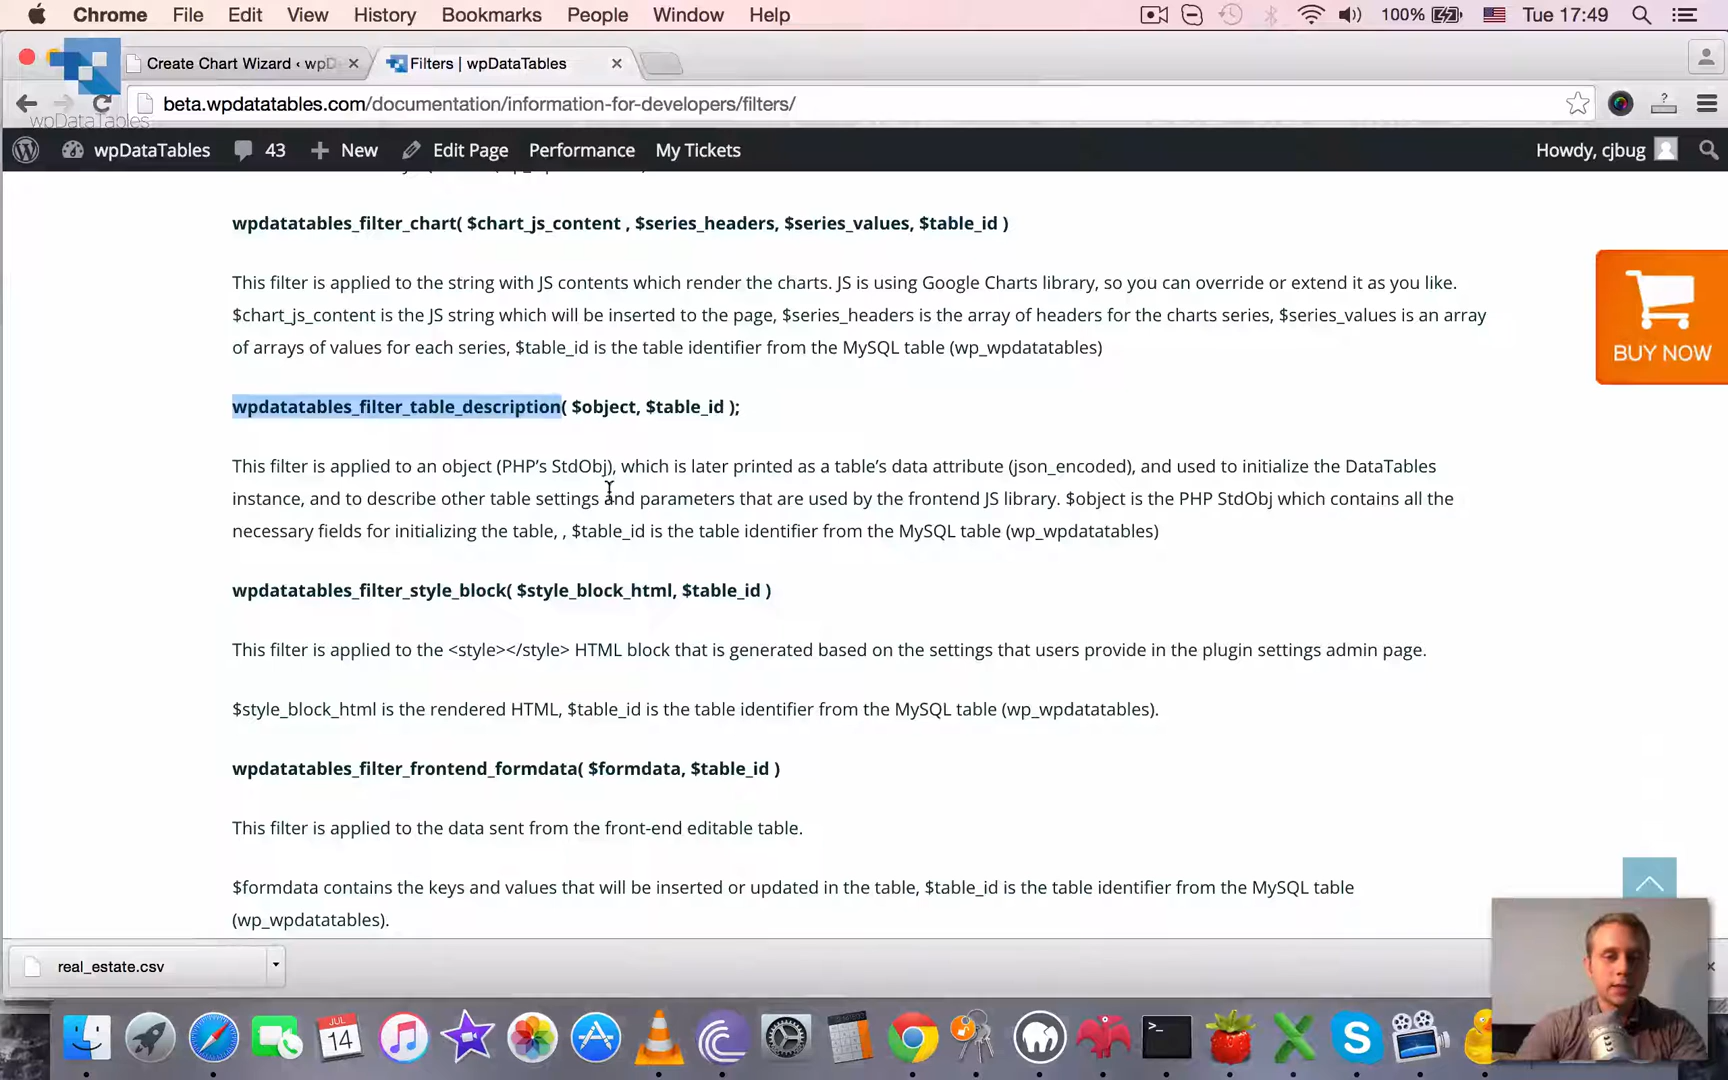 Chrome File Edit View History Bookmarks People Window Help 100% Tue 17:49
Create Chart Wizard ‹ wpD Filters | wpDataTables
beta.wpdatatables.com/documentation/information-for-developers/filters/
wpDataTables
wpDataTables 43 New Edit Page Performance My Tickets Howdy, cjbug
wpdatatables_filter_chart( $chart_js_content , $series_headers, $series_values, $table_id )
This filter is applied to the string with JS contents which render the charts. JS is using Google Charts library, so you can override or extend it as you like.
$chart_js_content is the JS string which will be inserted to the page, $series_headers is the array of headers for the charts series, $series_values is an array
of arrays of values for each series, $table_id is the table identifier from the MySQL table (wp_wpdatatables)
BUY NOW
wpdatatables_filter_table_description( $object, $table_id );
This filter is applied to an object (PHP's StdObj), which is later printed as a table's data attribute (json_encoded), and used to initialize the DataTables
instance, and to describe other table settings and parameters that are used by the frontend JS library. $object is the PHP StdObj which contains all the
necessary fields for initializing the table, , $table_id is the table identifier from the MySQL table (wp_wpdatatables)
wpdatatables_filter_style_block( $style_block_html, $table_id )
This filter is applied to the <style></style> HTML block that is generated based on the settings that users provide in the plugin settings admin page.
$style_block_html is the rendered HTML, $table_id is the table identifier from the MySQL table (wp_wpdatatables).
wpdatatables_filter_frontend_formdata( $formdata, $table_id )
This filter is applied to the data sent from the front-end editable table.
$formdata contains the keys and values that will be inserted or updated in the table, $table_id is the table identifier from the MySQL table
(wp_wpdatatables).
real_estate.csv
JUL
14